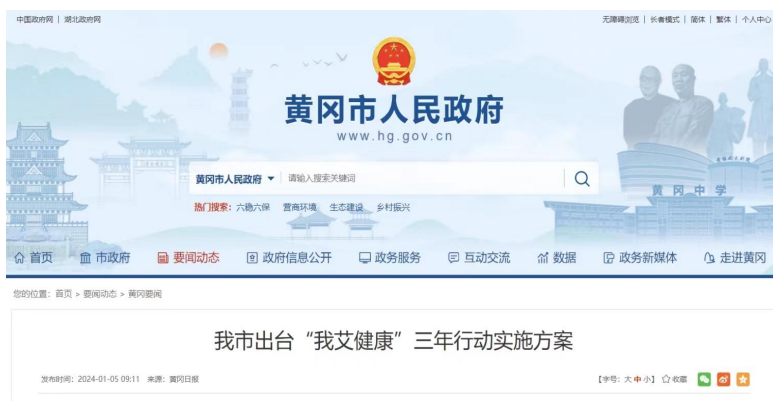 中国政府网 | 湖北政府网
无障碍浏览 | 长者模式 | 简体 | 繁体 | 个人中心
黄冈市人民政府
www.hg.gov.cn
黄冈市人民政府 请输入搜索关键词
热门搜索: 六稳六保 营商环境 生态建设 乡村振兴
黄冈中学
首页 市政府 要闻动态 政府信息公开 政务服务 互动交流 数据 政务新媒体 走进黄冈
您的位置: 首页 > 要闻动态 > 黄冈要闻
我市出台“我艾健康”三年行动实施方案
发布时间: 2024-01-05 09:11 来源: 黄冈日报
【字号: 大 中 小】 收藏